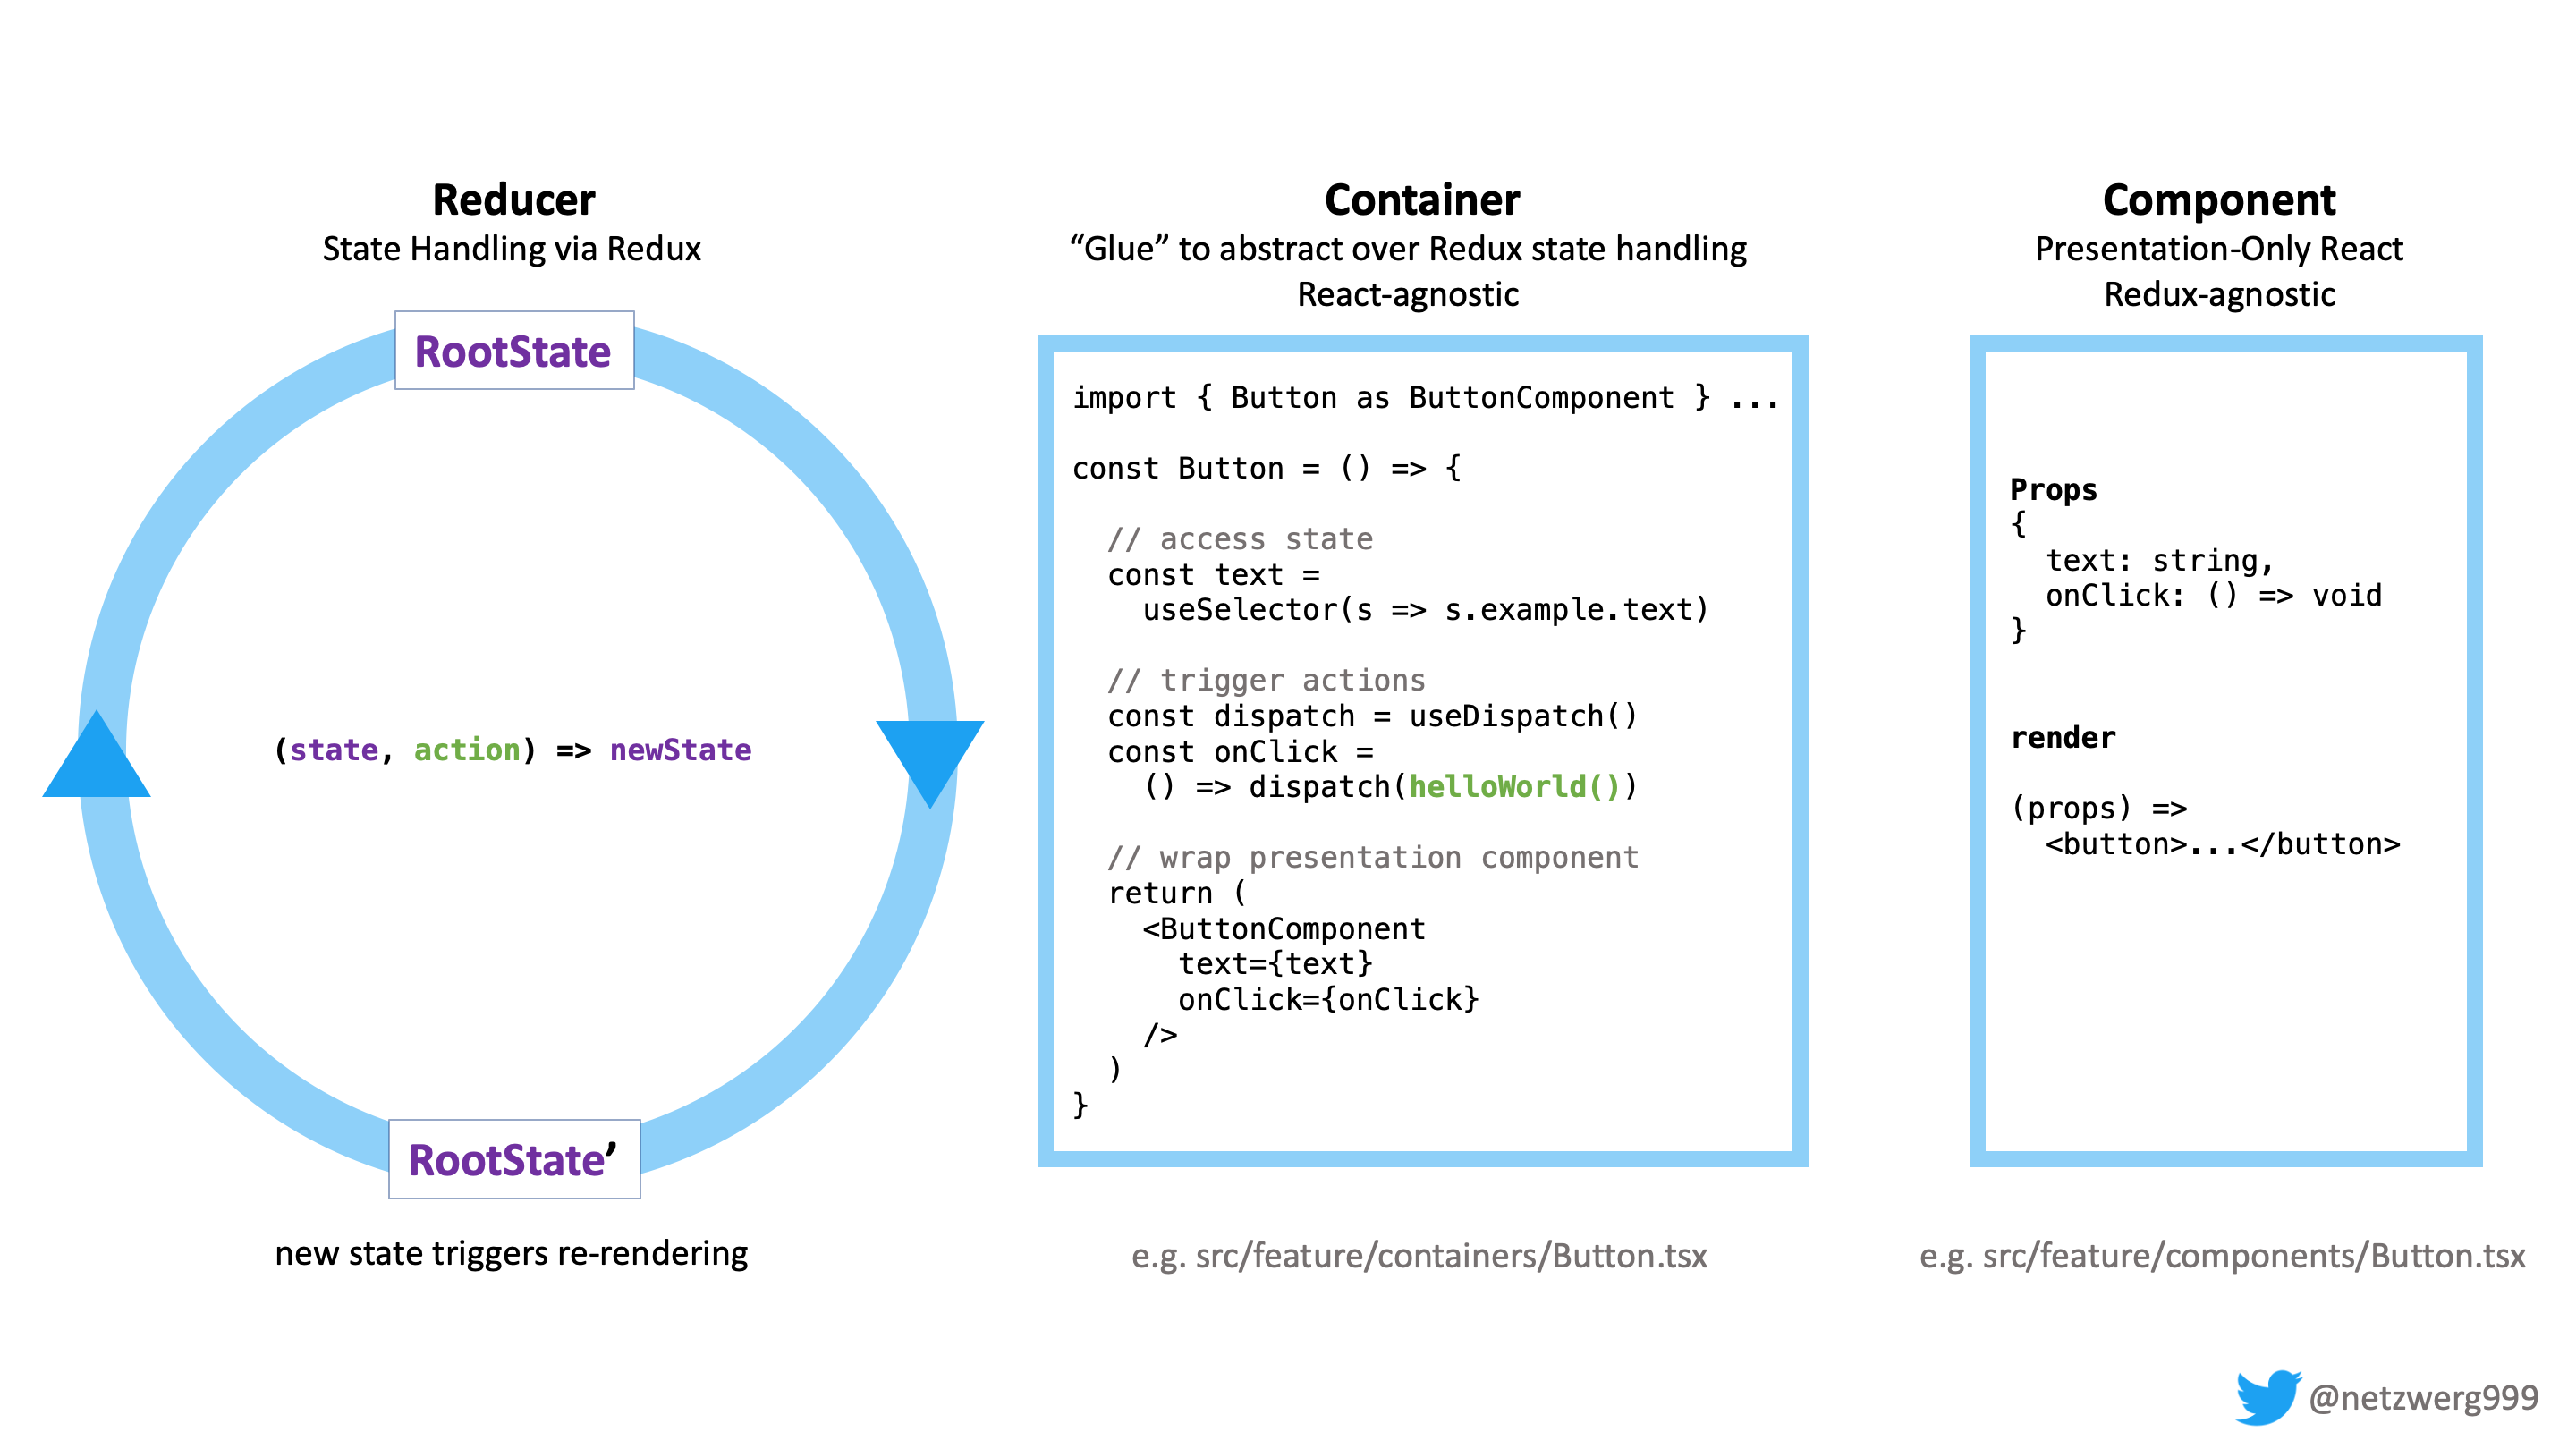 Reducer
State Handling via Redux
RootState
(state, action) => newState
RootState’
new state triggers re-rendering
Container
“Glue” to abstract over Redux state handling
React-agnostic
import { Button as ButtonComponent } ...
const Button = () => {
// access state
const text =
useSelector(s => s.example.text)
// trigger actions
const dispatch = useDispatch()
const onClick =
() => dispatch(helloWorld())
// wrap presentation component
return (
<ButtonComponent
text={text}
onClick={onClick}
/>
)
}
e.g. src/feature/containers/Button.tsx
Component
Presentation-Only React
Redux-agnostic
Props
{
text: string,
onClick: () => void
}
render
(props) =>
<button>...</button>
e.g. src/feature/components/Button.tsx
@netzwerg999